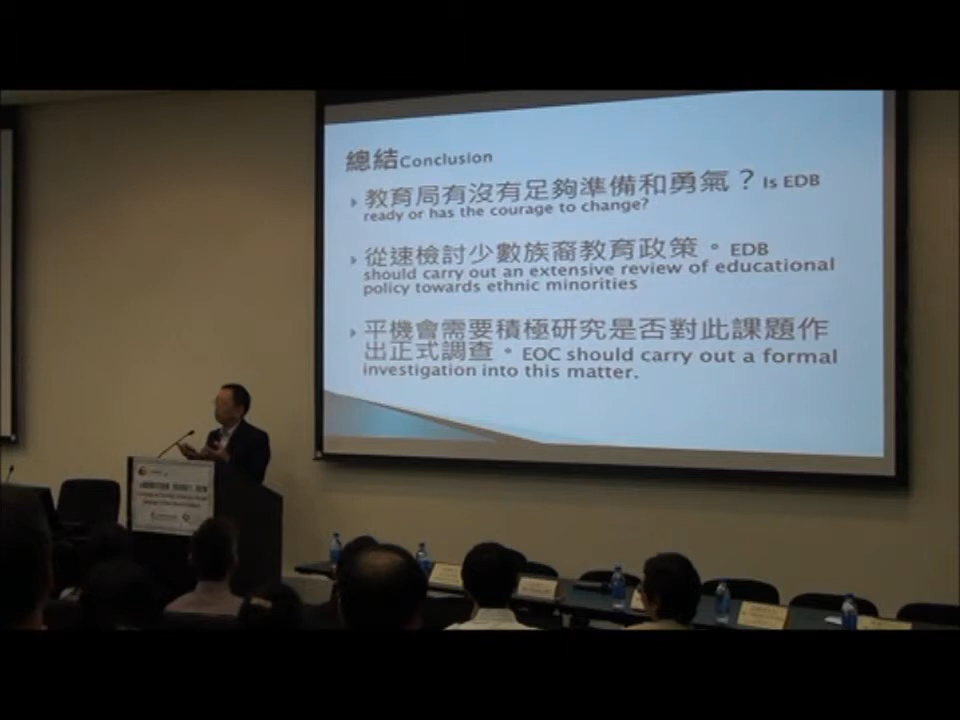 總結Conclusion
教育局有沒有足夠準備和勇氣？Is EDB
ready or has the courage to change?
從速檢討少數族裔教育政策。EDB
should carry out an extensive review of educational
policy towards ethnic minorities
平機會需要積極研究是否對此課題作
出正式調查。EOC should carry out a formal
investigation into this matter.